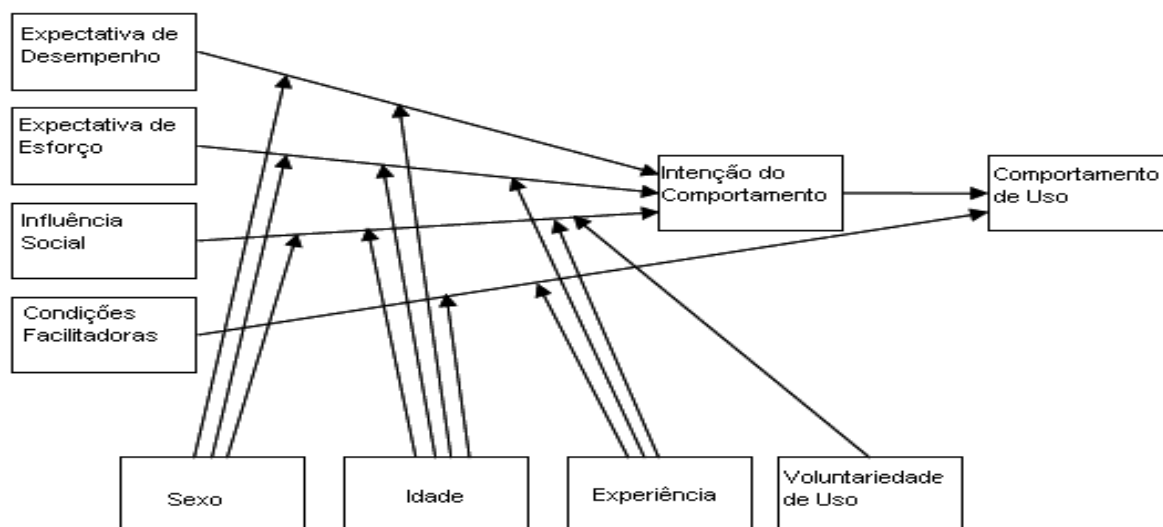 Expectativa de
Desempenho
Expectativa de
Esforço
Influência
Social
Condições
Facilitadoras
Intenção do
Comportamento
Comportamento
de Uso
Sexo
Idade
Experiência
Voluntariedade
de Uso